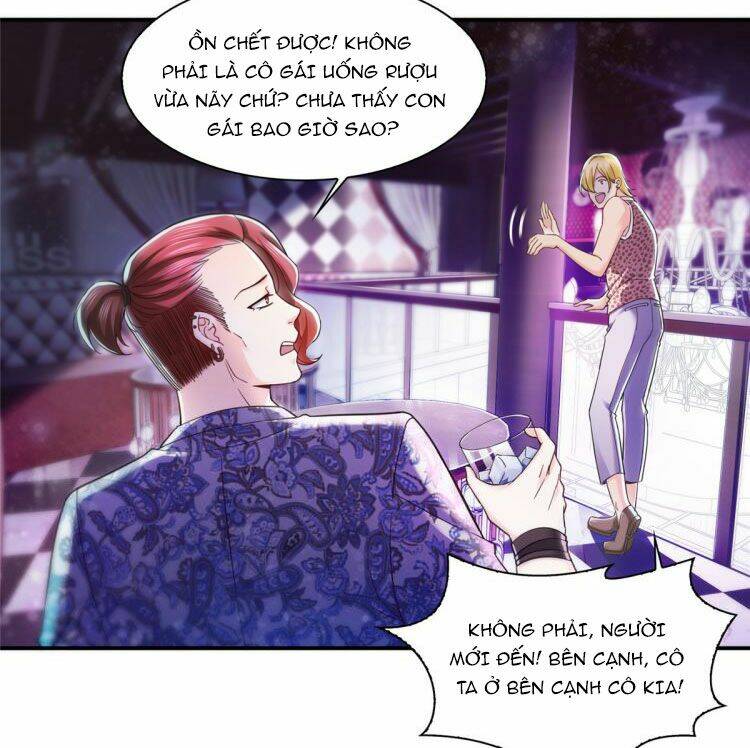 ỒN CHẾT ĐƯỢC! KHÔNG
PHẢI LÀ CÔ GÁI UỐNG RƯỢU
VỪA NÃY CHỨ? CHƯA THẤY CON
GÁI BAO GIỜ SAO?
KHÔNG PHẢI, NGƯỜI
MỚI ĐẾN! BÊN CẠNH, CÔ
TA Ở BÊN CẠNH CÔ KIA!